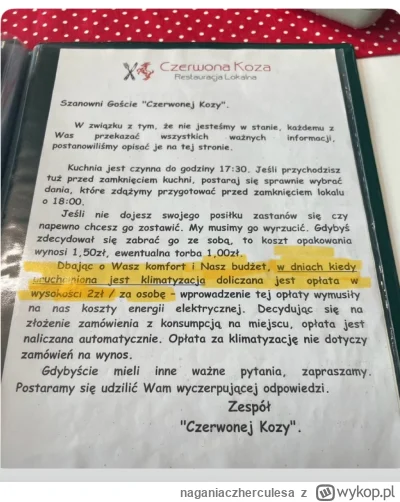 Czerwona Koza
Restauracja Lokalna
Szanowni Goście "Czerwonej Kozy".
W związku z tym, że nie jesteśmy w stanie, każdemu z
Was przekazać wszystkich ważnych informacji,
postanowiliśmy opisać je na tej stronie.
Kuchnia jest czynna do godziny 17:30. Jeśli przychodzisz
tuż przed zamknięciem kuchni, postaraj się sprawnie wybrać
dania, które zdążymy przygotować przed zamknięciem lokalu
o 18:00.
Jeśli nie dojesz swojego posiłku zastanów się czy
napewno chcesz go zostawić. My musimy go wyrzucić. Gdybyś
zdecydował się zabrać go ze sobą, to koszt opakowania
wynosi 1,50zł, ewentualna torba 1,00zł.
Dbając o Wasz komfort i Nasz budżet, w dniach kiedy
uruchomiona jest klimatyzacja doliczana jest opłata w
wysokości 2zł / za osobę - wprowadzenie tej opłaty wymusiły
na nas koszty energii elektrycznej. Decydując się na
złożenie zamówienia z konsumpcją na miejscu, opłata jest
naliczana automatycznie. Opłata za klimatyzację nie dotyczy
zamówień na wynos.
Gdybyście mieli inne ważne pytania, zapraszamy.
Postaramy się udzilić Wam wyczerpującej odpowiedzi.
Zespół
"Czerwonej Kozy".
naganiaczherculesa z wykop.pl